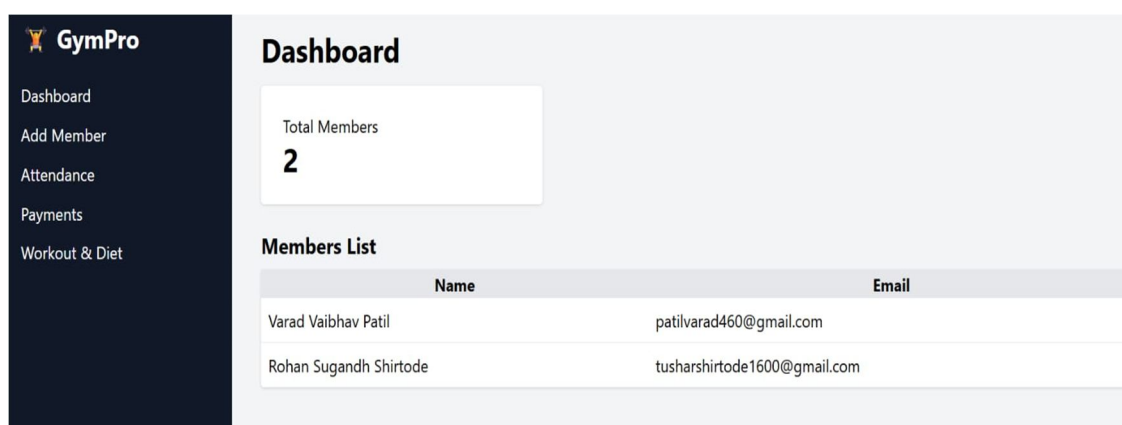 GymPro
Dashboard
Add Member
Attendance
Payments
Workout & Diet
Dashboard
Total Members
2
Members List
Name Email
Varad Vaibhav Patil patilvarad460@gmail.com
Rohan Sugandh Shirtode tusharshirtode1600@gmail.com